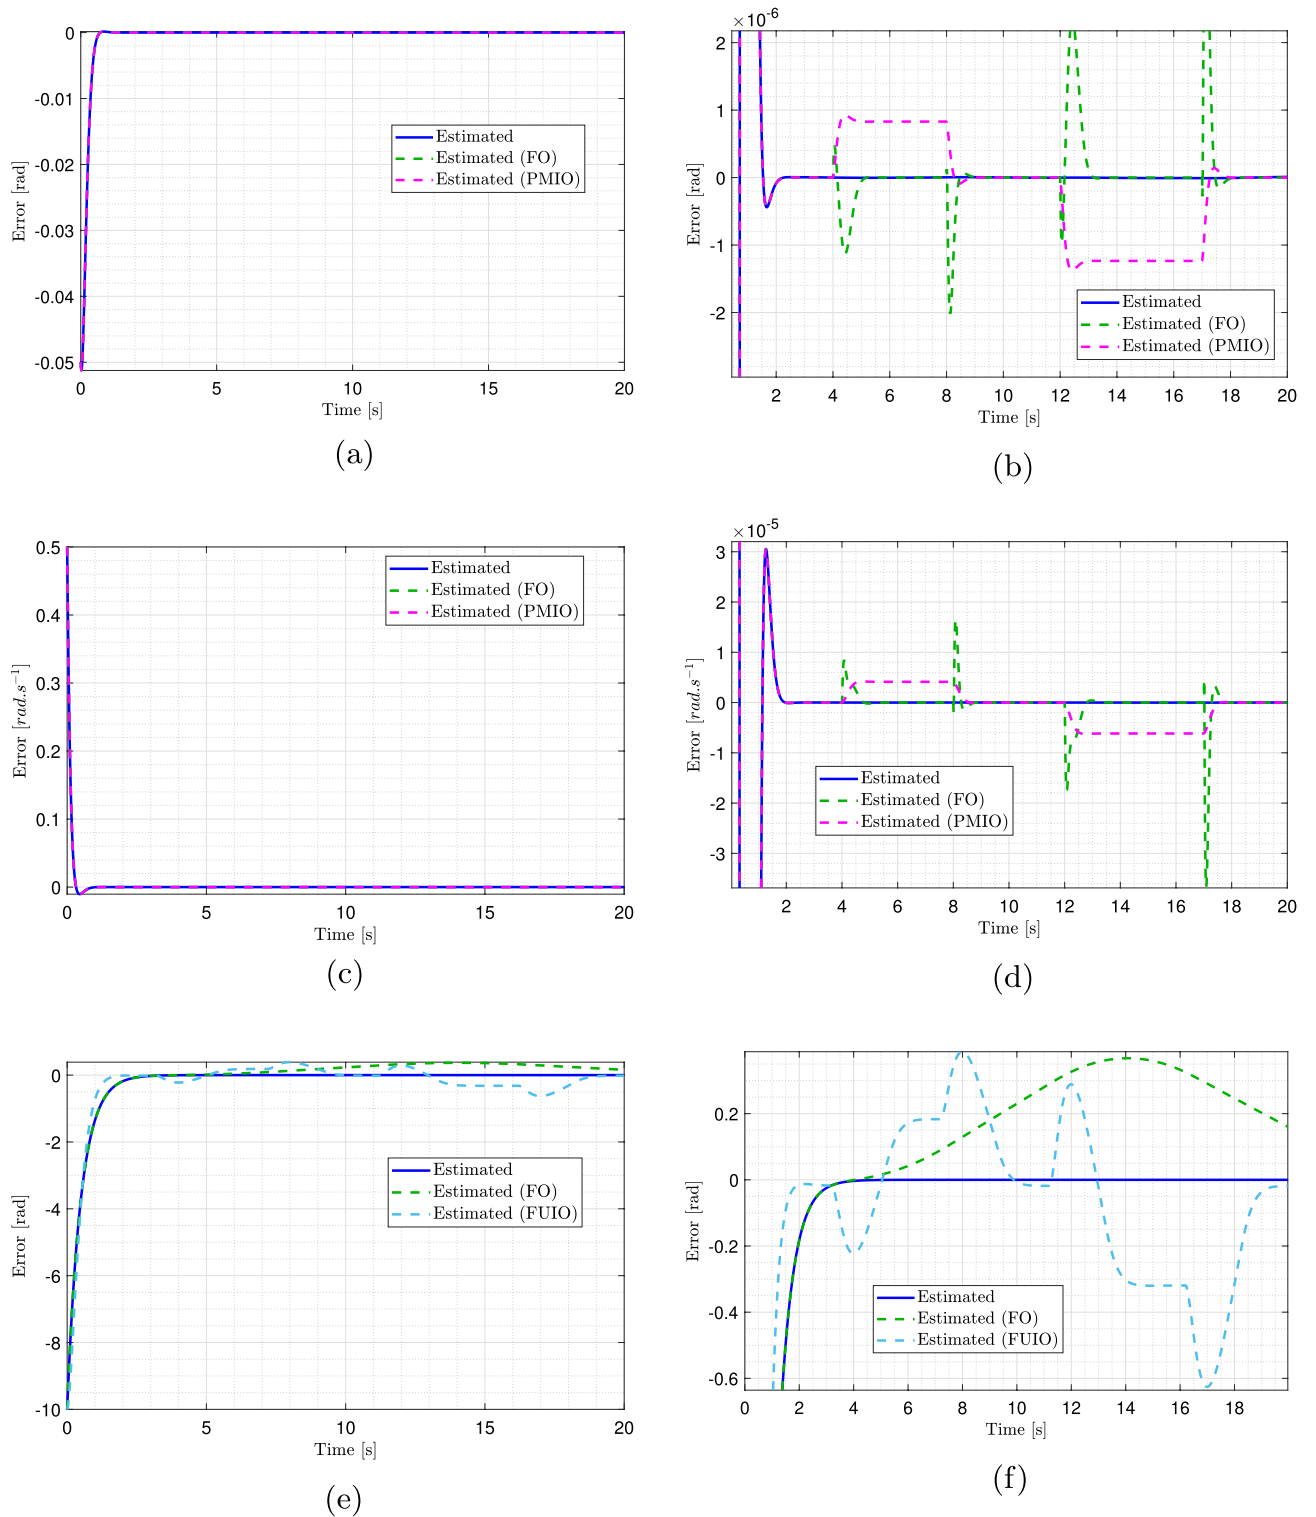 0
-0.01
-0.02
-0.03
-0.04
-0.05
Error [rad]
Estimated
Estimated (FO)
Estimated (PMIO)
0 5 10 15 20
Time [s]
(a)
×10-6
2
1
0
-1
-2
Error [rad]
Estimated
Estimated (FO)
Estimated (PMIO)
2 4 6 8 10 12 14 16 18 20
Time [s]
(b)
0.5
0.4
0.3
0.2
0.1
0
Error [rad.s−1]
Estimated
Estimated (FO)
Estimated (PMIO)
0 5 10 15 20
Time [s]
(c)
×10-5
3
2
1
0
-1
-2
-3
Error [rad.s−1]
Estimated
Estimated (FO)
Estimated (PMIO)
2 4 6 8 10 12 14 16 18 20
Time [s]
(d)
0
-2
-4
-6
-8
-10
Error [rad]
Estimated
Estimated (FO)
Estimated (FUIO)
0 5 10 15 20
Time [s]
(e)
0.2
0
-0.2
-0.4
-0.6
Error [rad]
Estimated
Estimated (FO)
Estimated (FUIO)
0 2 4 6 8 10 12 14 16 18
Time [s]
(f)